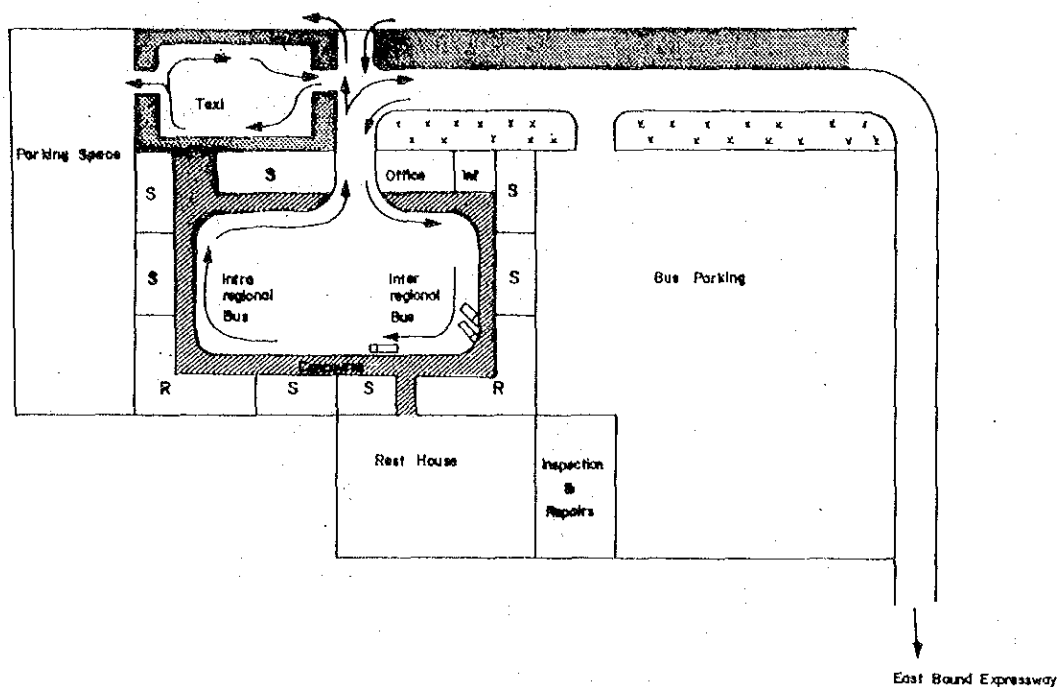 Taxi
Parking Space
S
Office
Inf
S
S
S
S
Intra
regional
Bus
Inter
regional
Bus
Bus Parking
Concourse
R
S
S
R
Rest House
Inspection
&
Repairs
East Bound Expressway